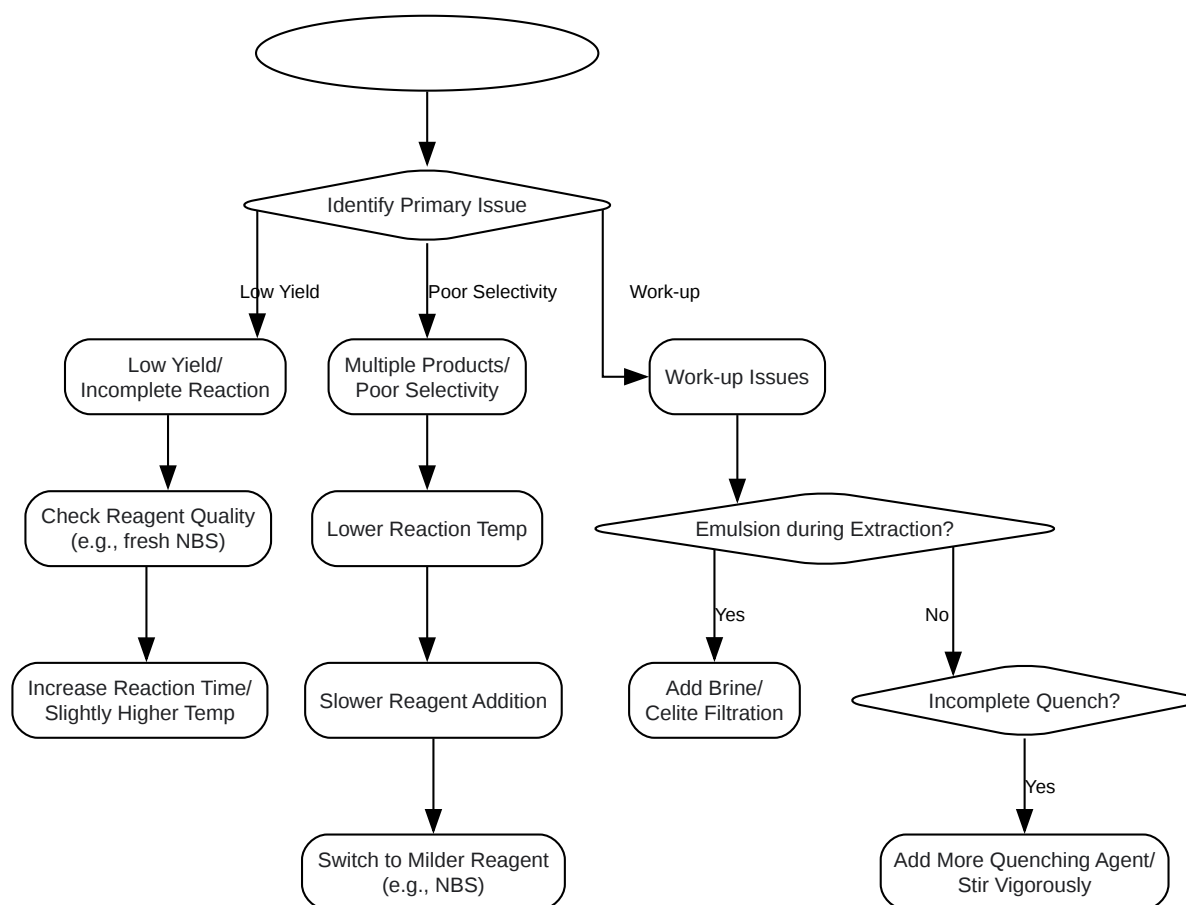 Identify Primary Issue
Low Yield
Poor Selectivity
Work-up
Low Yield/
Incomplete Reaction
Multiple Products/
Poor Selectivity
Work-up Issues
Check Reagent Quality
(e.g., fresh NBS)
Lower Reaction Temp
Emulsion during Extraction?
Yes
No
Increase Reaction Time/
Slightly Higher Temp
Slower Reagent Addition
Add Brine/
Celite Filtration
Incomplete Quench?
Yes
Switch to Milder Reagent
(e.g., NBS)
Add More Quenching Agent/
Stir Vigorously